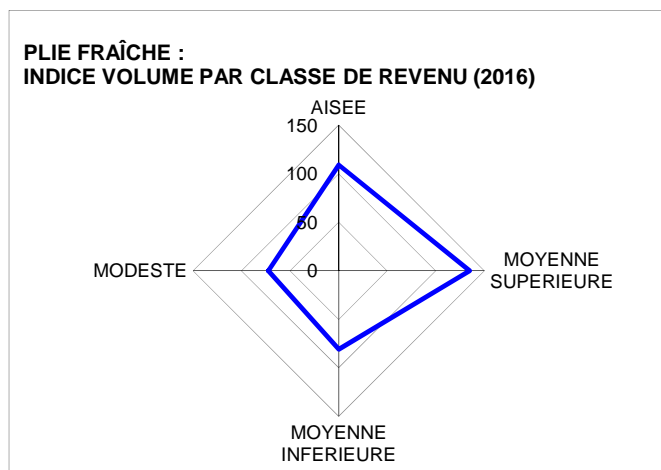 PLIE FRAÎCHE :
INDICE VOLUME PAR CLASSE DE REVENU (2016)
AISEE
150
100
50
0
MODESTE
MOYENNE
SUPERIEURE
MOYENNE
INFERIEURE